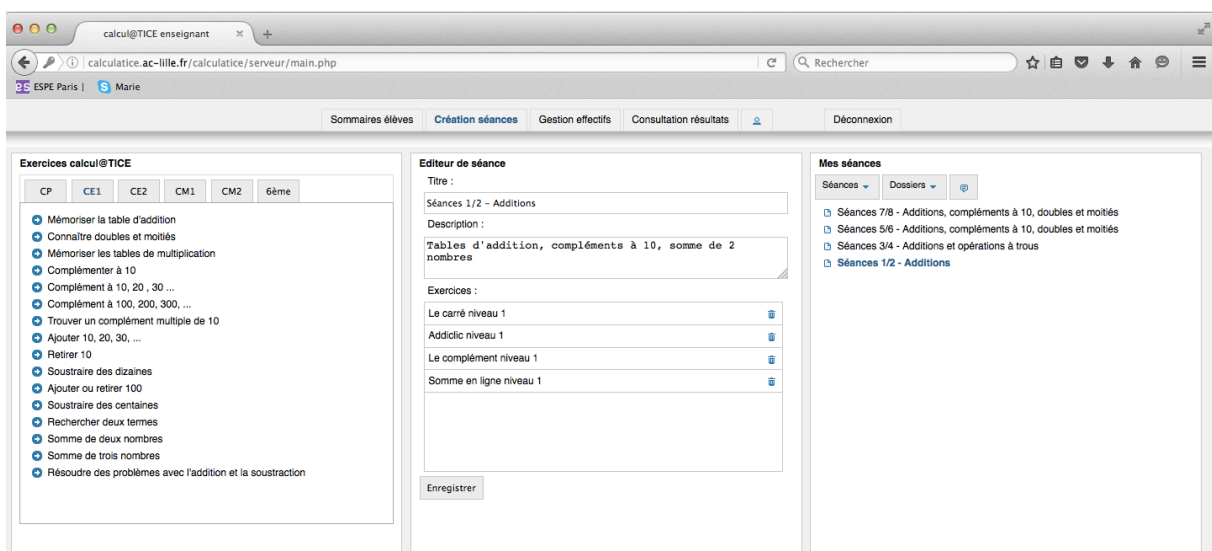 calcul@TICE enseignant
calculatice.ac-lille.fr/calculatice/serveur/main.php
Rechercher
es ESPE Paris |
S Marie
Sommaires élèves
Création séances
Gestion effectifs
Consultation résultats
Déconnexion
Exercices calcul@TICE
CP
CE1
CE2
CM1
CM2
6ème
Mémoriser la table d'addition
Connaître doubles et moitiés
Mémoriser les tables de multiplication
Complémenter à 10
Complément à 10, 20 , 30 ...
Complément à 100, 200, 300, ...
Trouver un complément multiple de 10
Ajouter 10, 20, 30, ...
Retirer 10
Soustraire des dizaines
Ajouter ou retirer 100
Soustraire des centaines
Rechercher deux termes
Somme de deux nombres
Somme de trois nombres
Résoudre des problèmes avec l'addition et la soustraction
Editeur de séance
Titre :
Séances 1/2 - Additions
Description :
Tables d'addition, compléments à 10, somme de 2
nombres
Exercices :
Le carré niveau 1
Addiclic niveau 1
Le complément niveau 1
Somme en ligne niveau 1
Enregistrer
Mes séances
Séances
Dossiers
Séances 7/8 - Additions, compléments à 10, doubles et moitiés
Séances 5/6 - Additions, compléments à 10, doubles et moitiés
Séances 3/4 - Additions et opérations à trous
Séances 1/2 - Additions